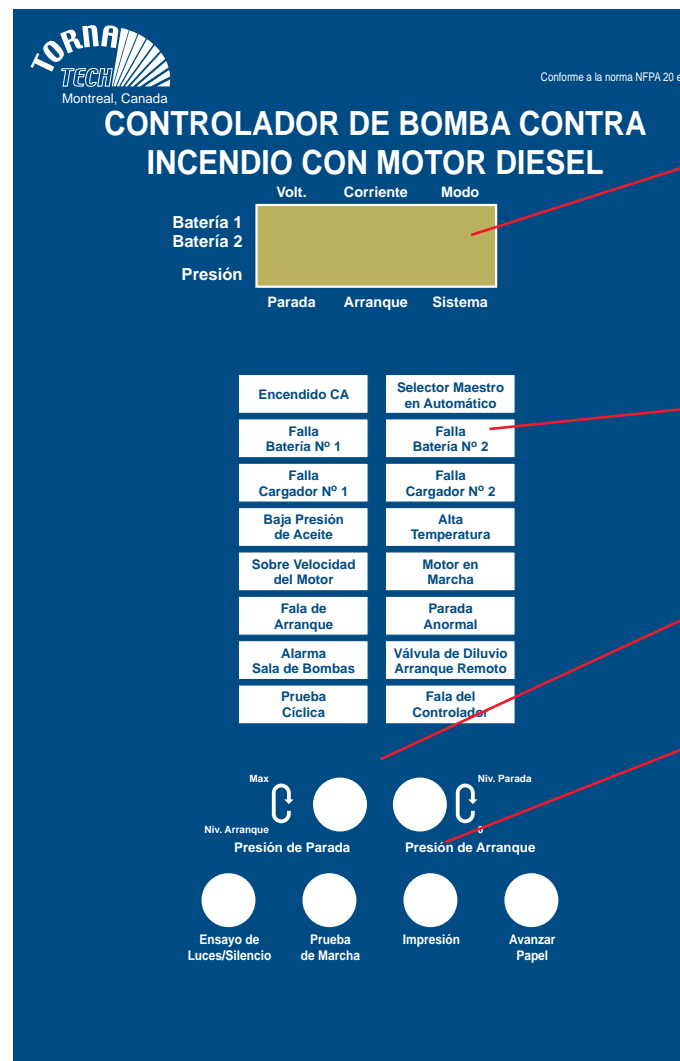 TORNA
TECH
Montreal, Canada
Conforme a la norma NFPA 20 e
CONTROLADOR DE BOMBA CONTRA
INCENDIO CON MOTOR DIESEL
Volt. Corriente Modo
Batería 1
Batería 2
Presión
Parada Arranque Sistema
Encendido CA
Selector Maestro
en Automático
Falla
Batería Nº 1
Falla
Batería Nº 2
Falla
Cargador Nº 1
Falla
Cargador Nº 2
Baja Presión
de Aceite
Alta
Temperatura
Sobre Velocidad
del Motor
Motor en
Marcha
Fala de
Arranque
Parada
Anormal
Alarma
Sala de Bombas
Válvula de Diluvio
Arranque Remoto
Prueba
Cíclica
Fala del
Controlador
Max
Niv. Arranque
Presión de Parada
Niv. Parada
0
Presión de Arranque
Ensayo de
Luces/Silencio
Prueba
de Marcha
Impresión
Avanzar
Papel